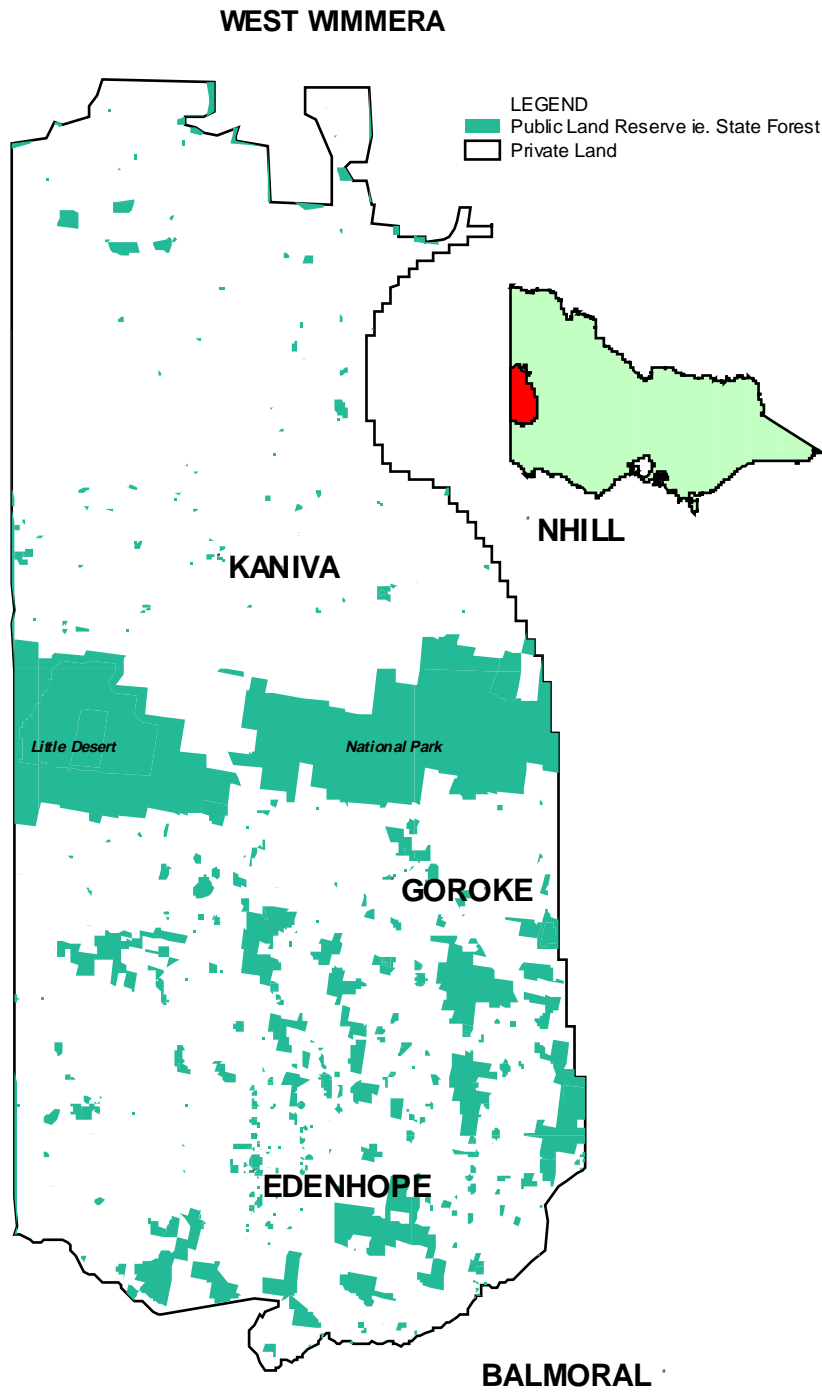 WEST WIMMERA
LEGEND
Public Land Reserve ie. State Forest
Private Land
NHILL
KANIVA
Little Desert
National Park
GOROKE
EDENHOPE
BALMORAL